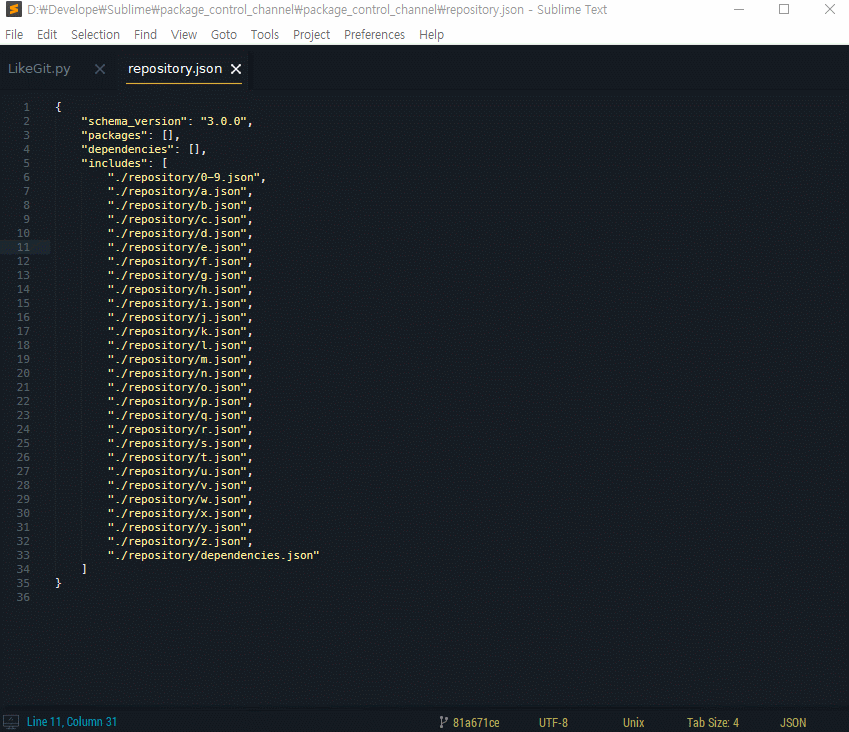 D:₩Develope₩Sublime₩package_control_channel₩package_control_channel₩repository.json - Sublime Text
File Edit Selection Find View Goto Tools Project Preferences Help
LikeGit.py repository.json
1 {
2 "schema_version": "3.0.0",
3 "packages": [],
4 "dependencies": [],
5 "includes": [
6 "./repository/0-9.json",
7 "./repository/a.json",
8 "./repository/b.json",
9 "./repository/c.json",
10 "./repository/d.json",
11 "./repository/e.json",
12 "./repository/f.json",
13 "./repository/g.json",
14 "./repository/h.json",
15 "./repository/i.json",
16 "./repository/j.json",
17 "./repository/k.json",
18 "./repository/l.json",
19 "./repository/m.json",
20 "./repository/n.json",
21 "./repository/o.json",
22 "./repository/p.json",
23 "./repository/q.json",
24 "./repository/r.json",
25 "./repository/s.json",
26 "./repository/t.json",
27 "./repository/u.json",
28 "./repository/v.json",
29 "./repository/w.json",
30 "./repository/x.json",
31 "./repository/y.json",
32 "./repository/z.json",
33 "./repository/dependencies.json"
34 ]
35 }
36
Line 11, Column 31 81a671ce UTF-8 Unix Tab Size: 4 JSON